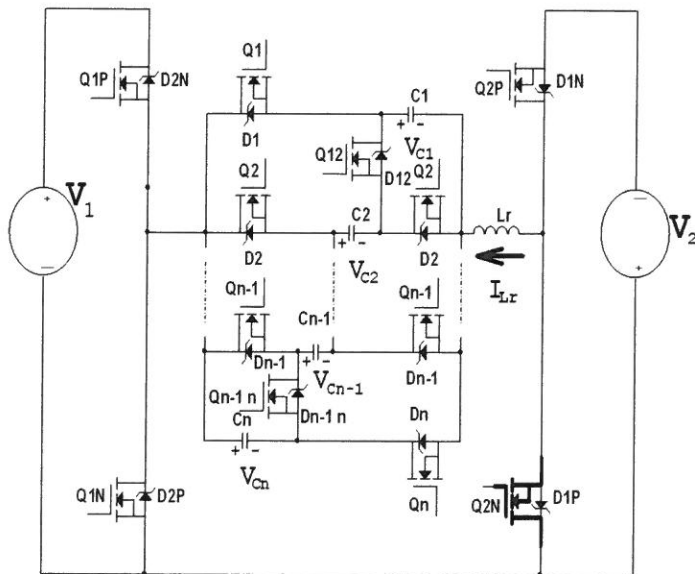 Q1
Q1P
D2N
Q2P
D1N
C1
+ -
D1
VC1
Q12
D12
Q2
Q2
V1
+
−
C2
Lr
+ -
D2
VC2
D2
ILr
V2
−
+
Qn-1
Qn-1
Cn-1
+ -
Dn-1
VCn-1
Dn-1
Qn-1 n
Dn-1 n
Cn
Dn
+ -
VCn
Qn
Q1N
D2P
Q2N
D1P